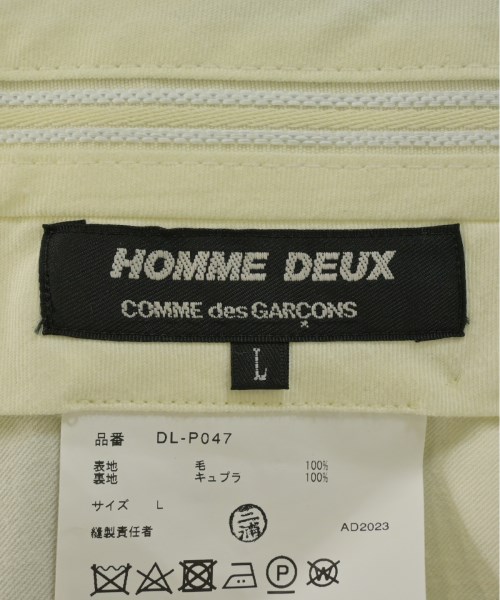 HOMME DEUX
COMME des GARÇONS
L
品番 DL-P047
表地 毛 100%
裏地 キュプラ 100%
サイズ L
縫製責任者 三浦 AD2023
P W